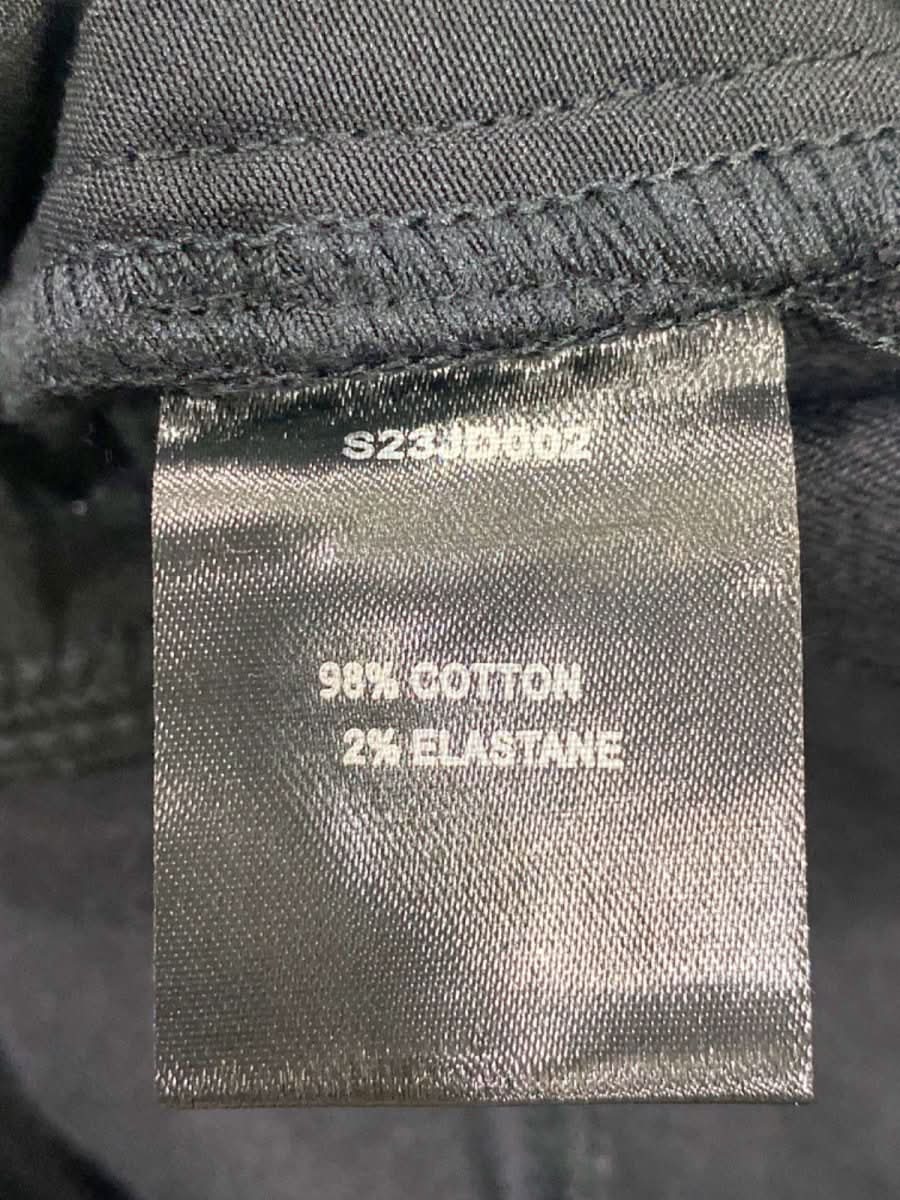 S23JD002
98% COTTON
2% ELASTANE